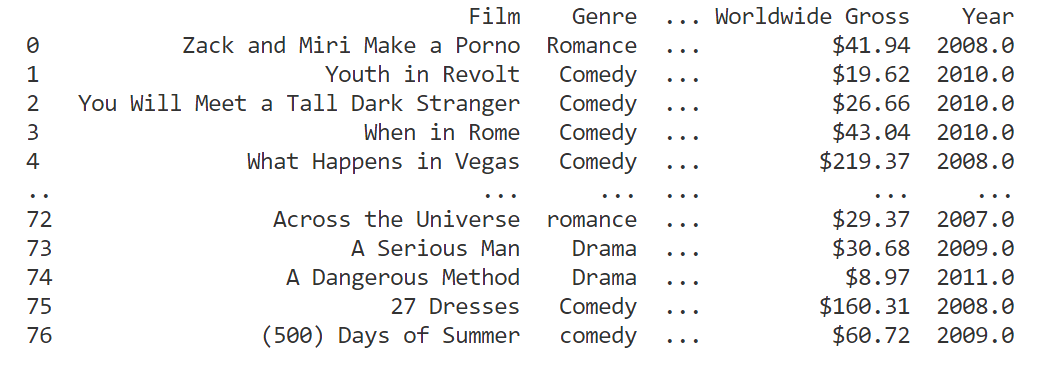 Film Genre ... Worldwide Gross Year
0 Zack and Miri Make a Porno Romance ... $41.94 2008.0
1 Youth in Revolt Comedy ... $19.62 2010.0
2 You Will Meet a Tall Dark Stranger Comedy ... $26.66 2010.0
3 When in Rome Comedy ... $43.04 2010.0
4 What Happens in Vegas Comedy ... $219.37 2008.0
.. ... ... ... ... ...
72 Across the Universe romance ... $29.37 2007.0
73 A Serious Man Drama ... $30.68 2009.0
74 A Dangerous Method Drama ... $8.97 2011.0
75 27 Dresses Comedy ... $160.31 2008.0
76 (500) Days of Summer comedy ... $60.72 2009.0